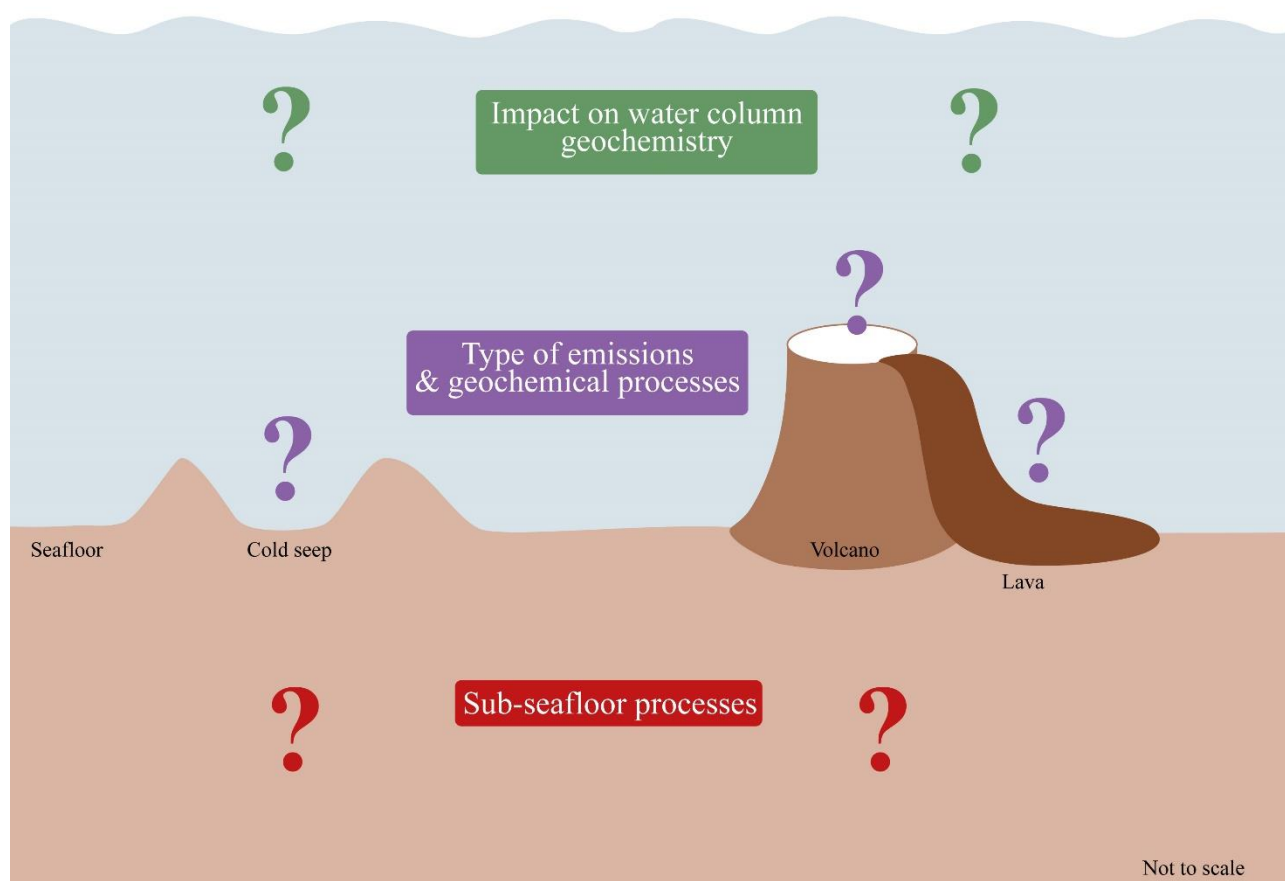 ?
Impact on water column
geochemistry
?
?
Type of emissions
& geochemical processes
?
?
Seafloor
Cold seep
Volcano
Lava
?
Sub-seafloor processes
?
Not to scale